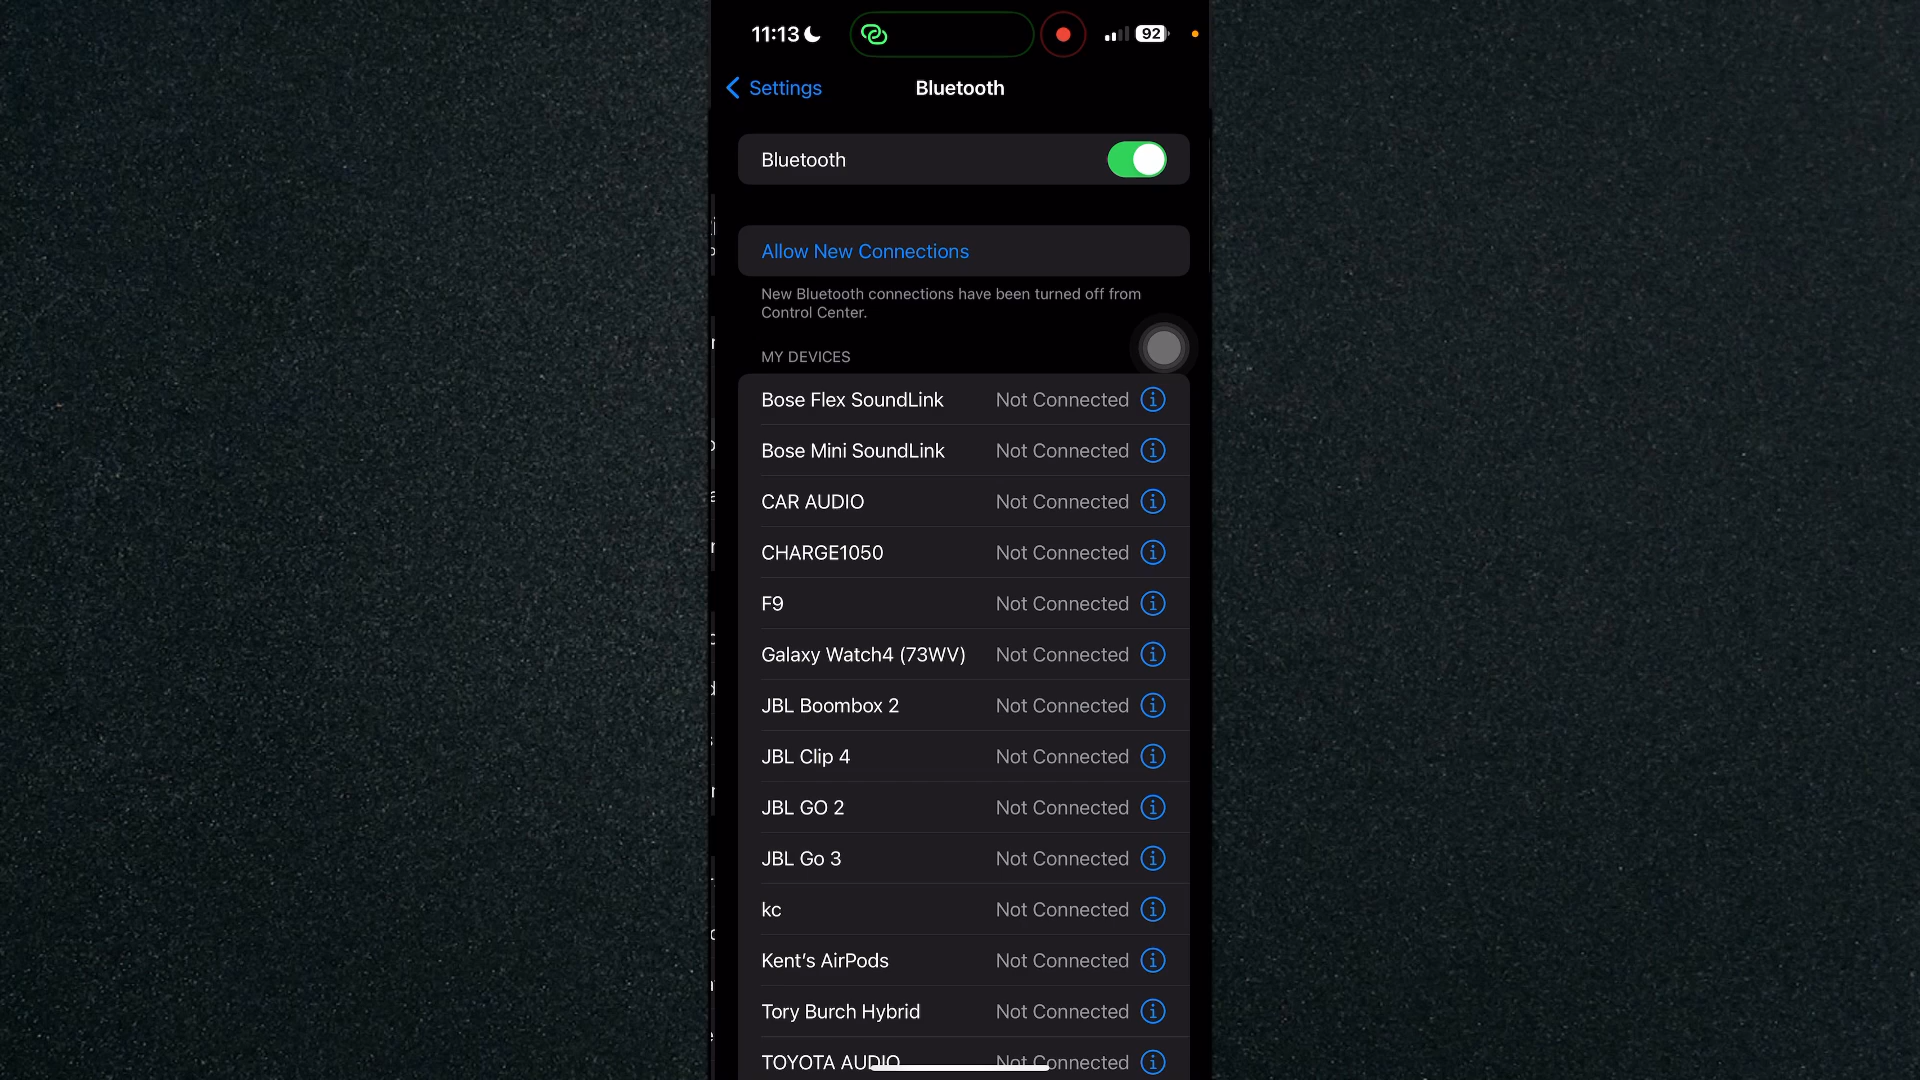 11:13
92
Settings
Bluetooth
Bluetooth
Allow New Connections
New Bluetooth connections have been turned off from
Control Center.
MY DEVICES
Bose Flex SoundLink Not Connected
Bose Mini SoundLink Not Connected
CAR AUDIO Not Connected
CHARGE1050 Not Connected
F9 Not Connected
Galaxy Watch4 (73WV) Not Connected
JBL Boombox 2 Not Connected
JBL Clip 4 Not Connected
JBL GO 2 Not Connected
JBL Go 3 Not Connected
kc Not Connected
Kent’s AirPods Not Connected
Tory Burch Hybrid Not Connected
TOYOTA AUDIO Not Connected